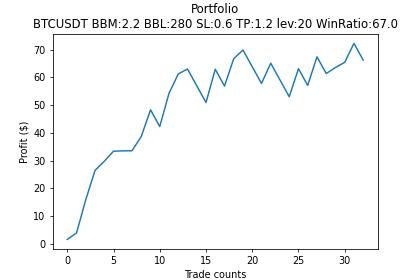 Portfolio
BTCUSDT BBM:2.2 BBL:280 SL:0.6 TP:1.2 lev:20 WinRatio:67.0
70
60
50
40
30
20
10
0
Profit ($)
0 5 10 15 20 25 30
Trade counts